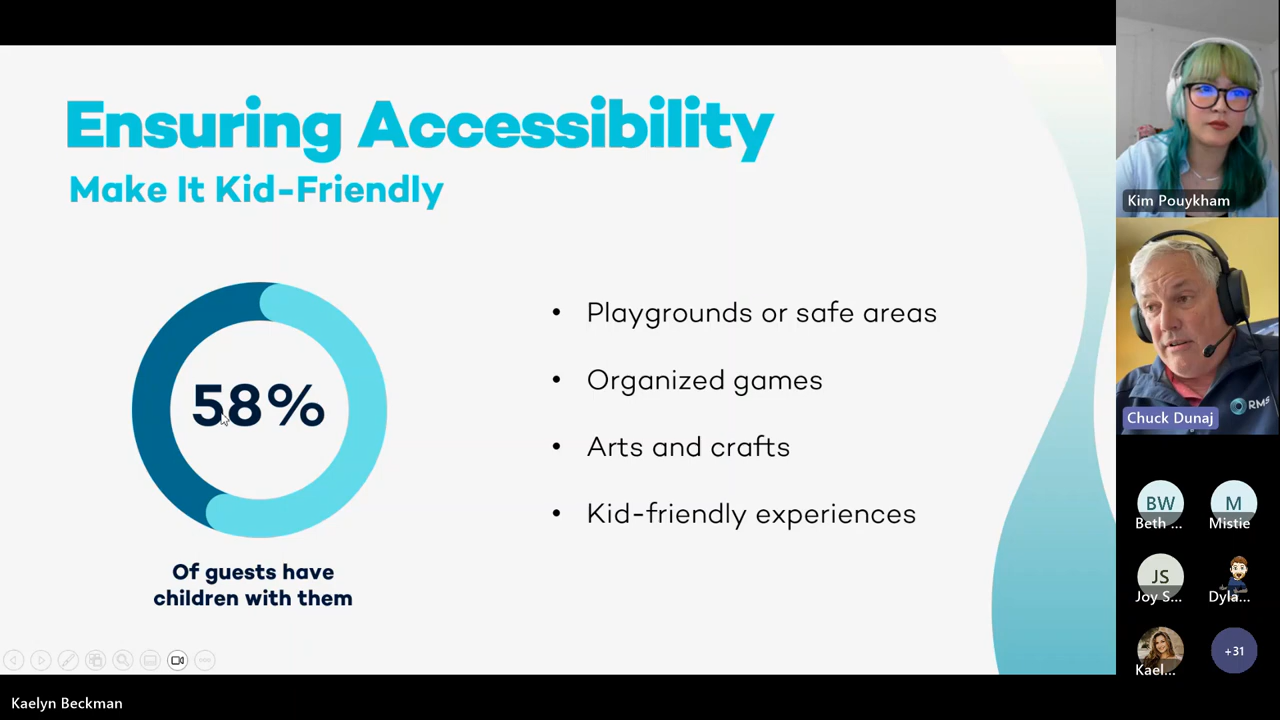 Ensuring Accessibility
Make It Kid-Friendly
58%
Of guests have
children with them
• Playgrounds or safe areas
• Organized games
• Arts and crafts
• Kid-friendly experiences
Kim Pouykham
RMS
Chuck Dunaj
BW
M
Beth ...
Mistie
JS
Joy S...
Dyla...
Kael...
+31
Kaelyn Beckman